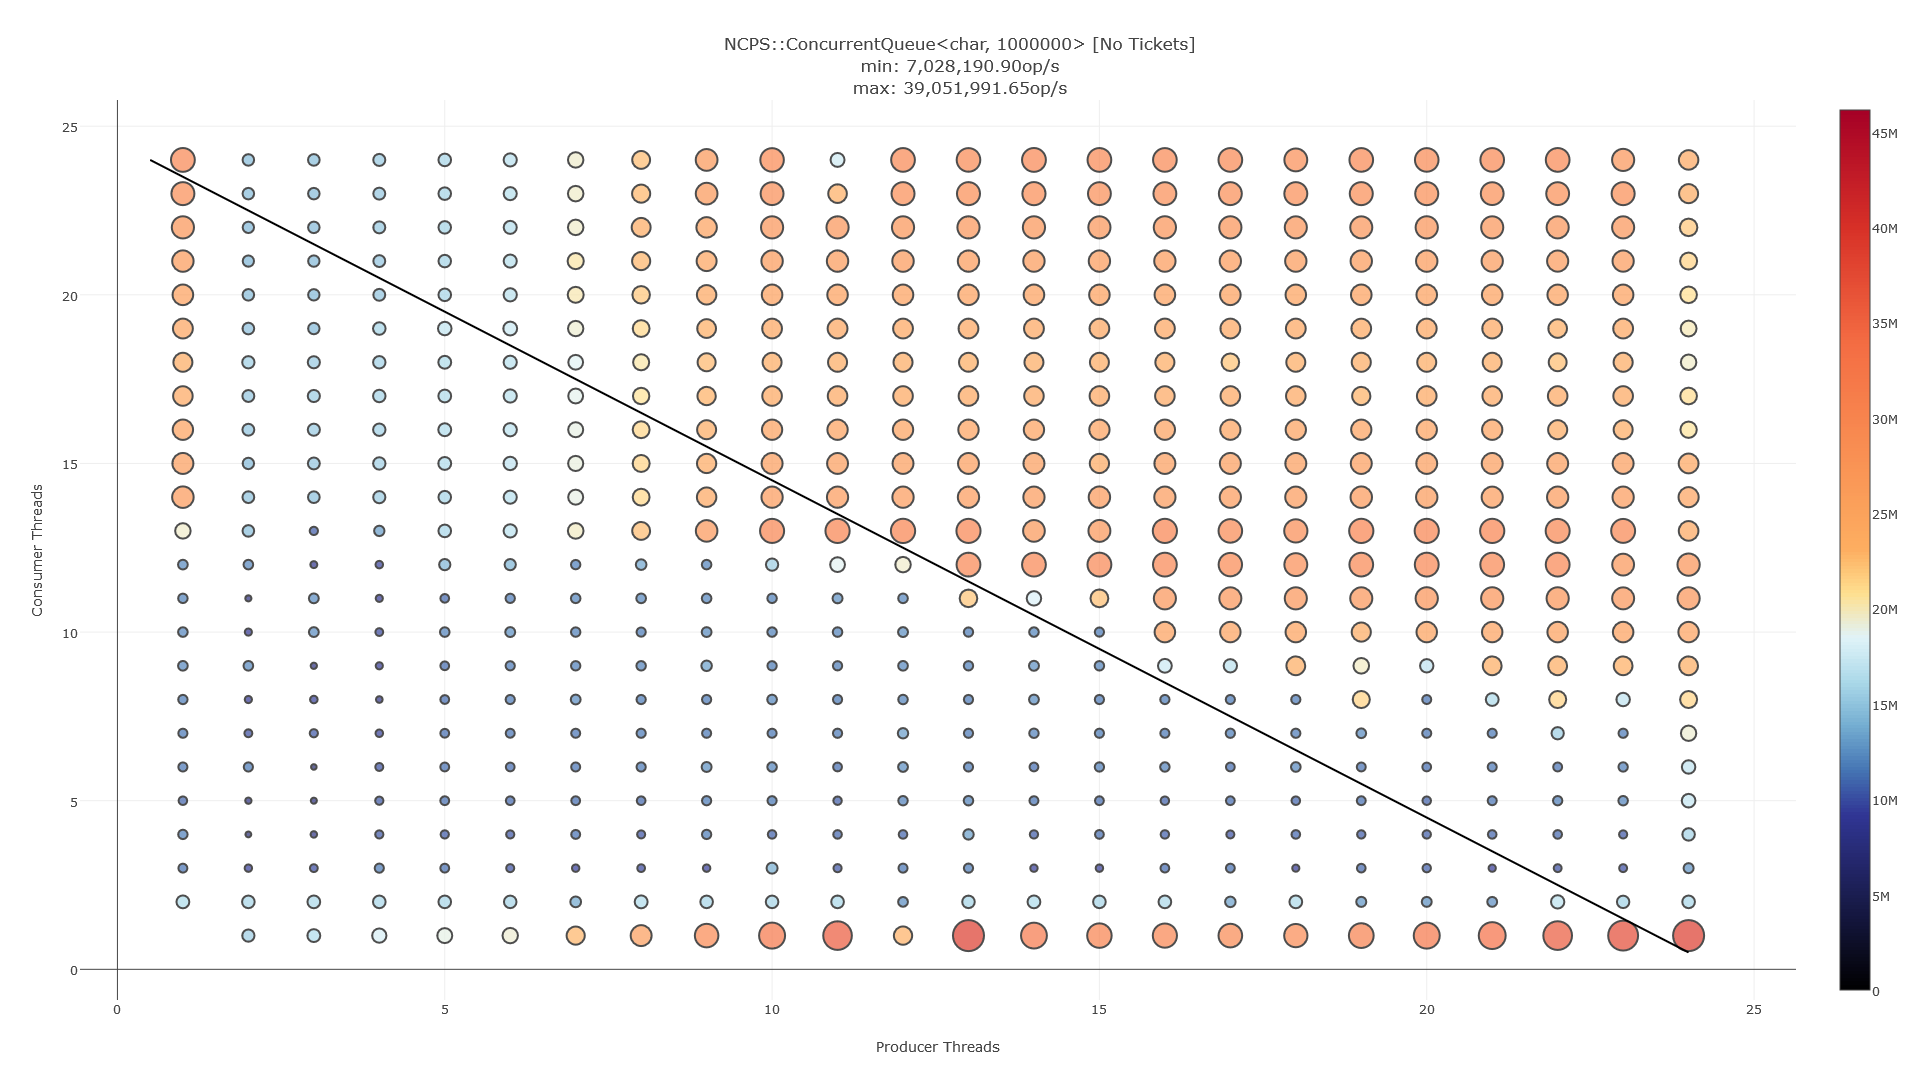 NCPS::ConcurrentQueue<char, 1000000> [No Tickets]
min: 7,028,190.90op/s
max: 39,051,991.65op/s
25
20
15
10
5
0
Consumer Threads
0
5
10
15
20
25
Producer Threads
45M
40M
35M
30M
25M
20M
15M
10M
5M
0